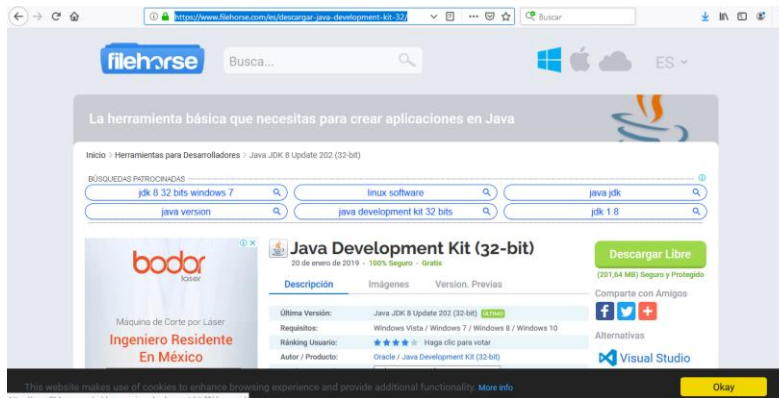 https://www.filehorse.com/es/descargar-java-development-kit-32/
Buscar
filehorse
Busca...
ES
La herramienta básica que necesitas para crear aplicaciones en Java
Inicio > Herramientas para Desarrolladores > Java JDK 8 Update 202 (32-bit)
BÚSQUEDAS PATROCINADAS
jdk 8 32 bits windows 7
linux software
java jdk
java version
java development kit 32 bits
jdk 1.8
bodor
laser
Máquina de Corte por Láser
Ingeniero Residente
En México
Java Development Kit (32-bit)
20 de enero de 2019 - 100% Seguro - Gratis
Descripción
Imágenes
Version. Previas
Última Versión:
Java JDK 8 Update 202 (32-bit)
Requisitos:
Windows Vista / Windows 7 / Windows 8 / Windows 10
Ránking Usuario:
Haga clic para votar
Autor / Producto:
Oracle / Java Development Kit (32-bit)
Descargar Libre
(201,64 MB) Seguro y Protegido
Comparte con Amigos
Alternativas
Visual Studio
This website makes use of cookies to enhance browsing experience and provide additional functionality. More info
Okay